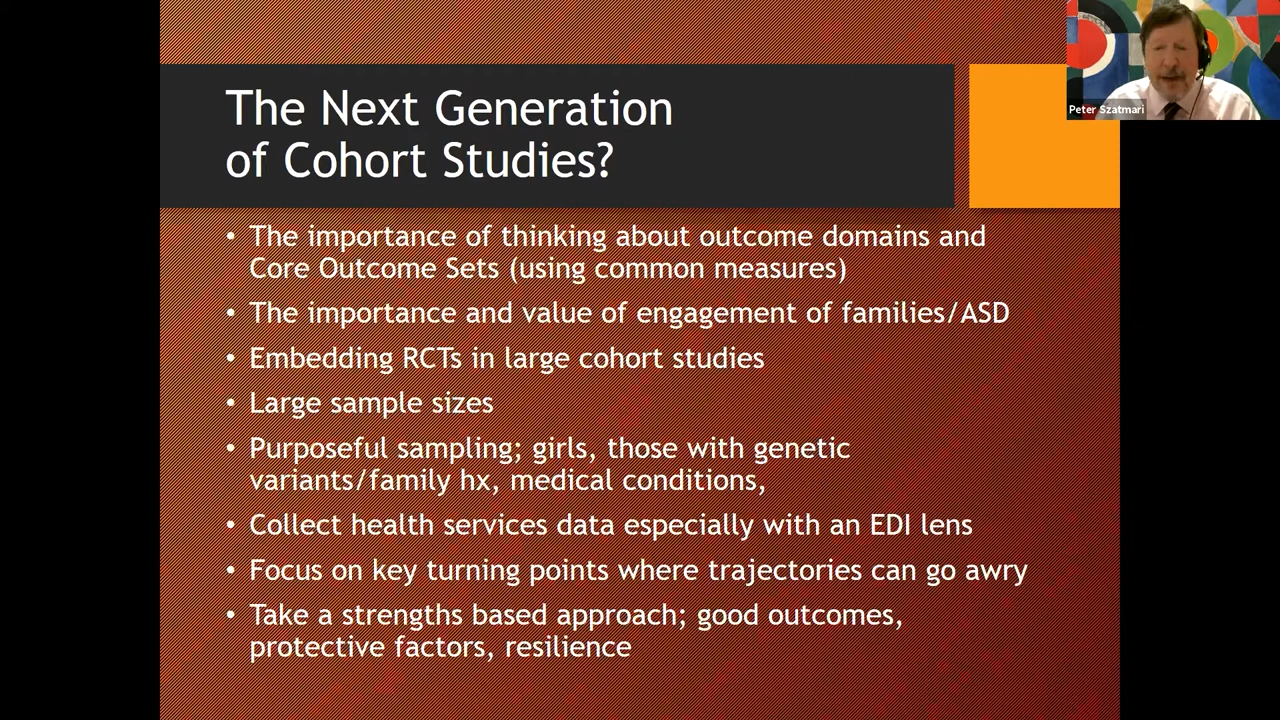 The Next Generation
of Cohort Studies?
Peter Szatmari
• The importance of thinking about outcome domains and
Core Outcome Sets (using common measures)
• The importance and value of engagement of families/ASD
• Embedding RCTs in large cohort studies
• Large sample sizes
• Purposeful sampling; girls, those with genetic
variants/family hx, medical conditions,
• Collect health services data especially with an EDI lens
• Focus on key turning points where trajectories can go awry
• Take a strengths based approach; good outcomes,
protective factors, resilience